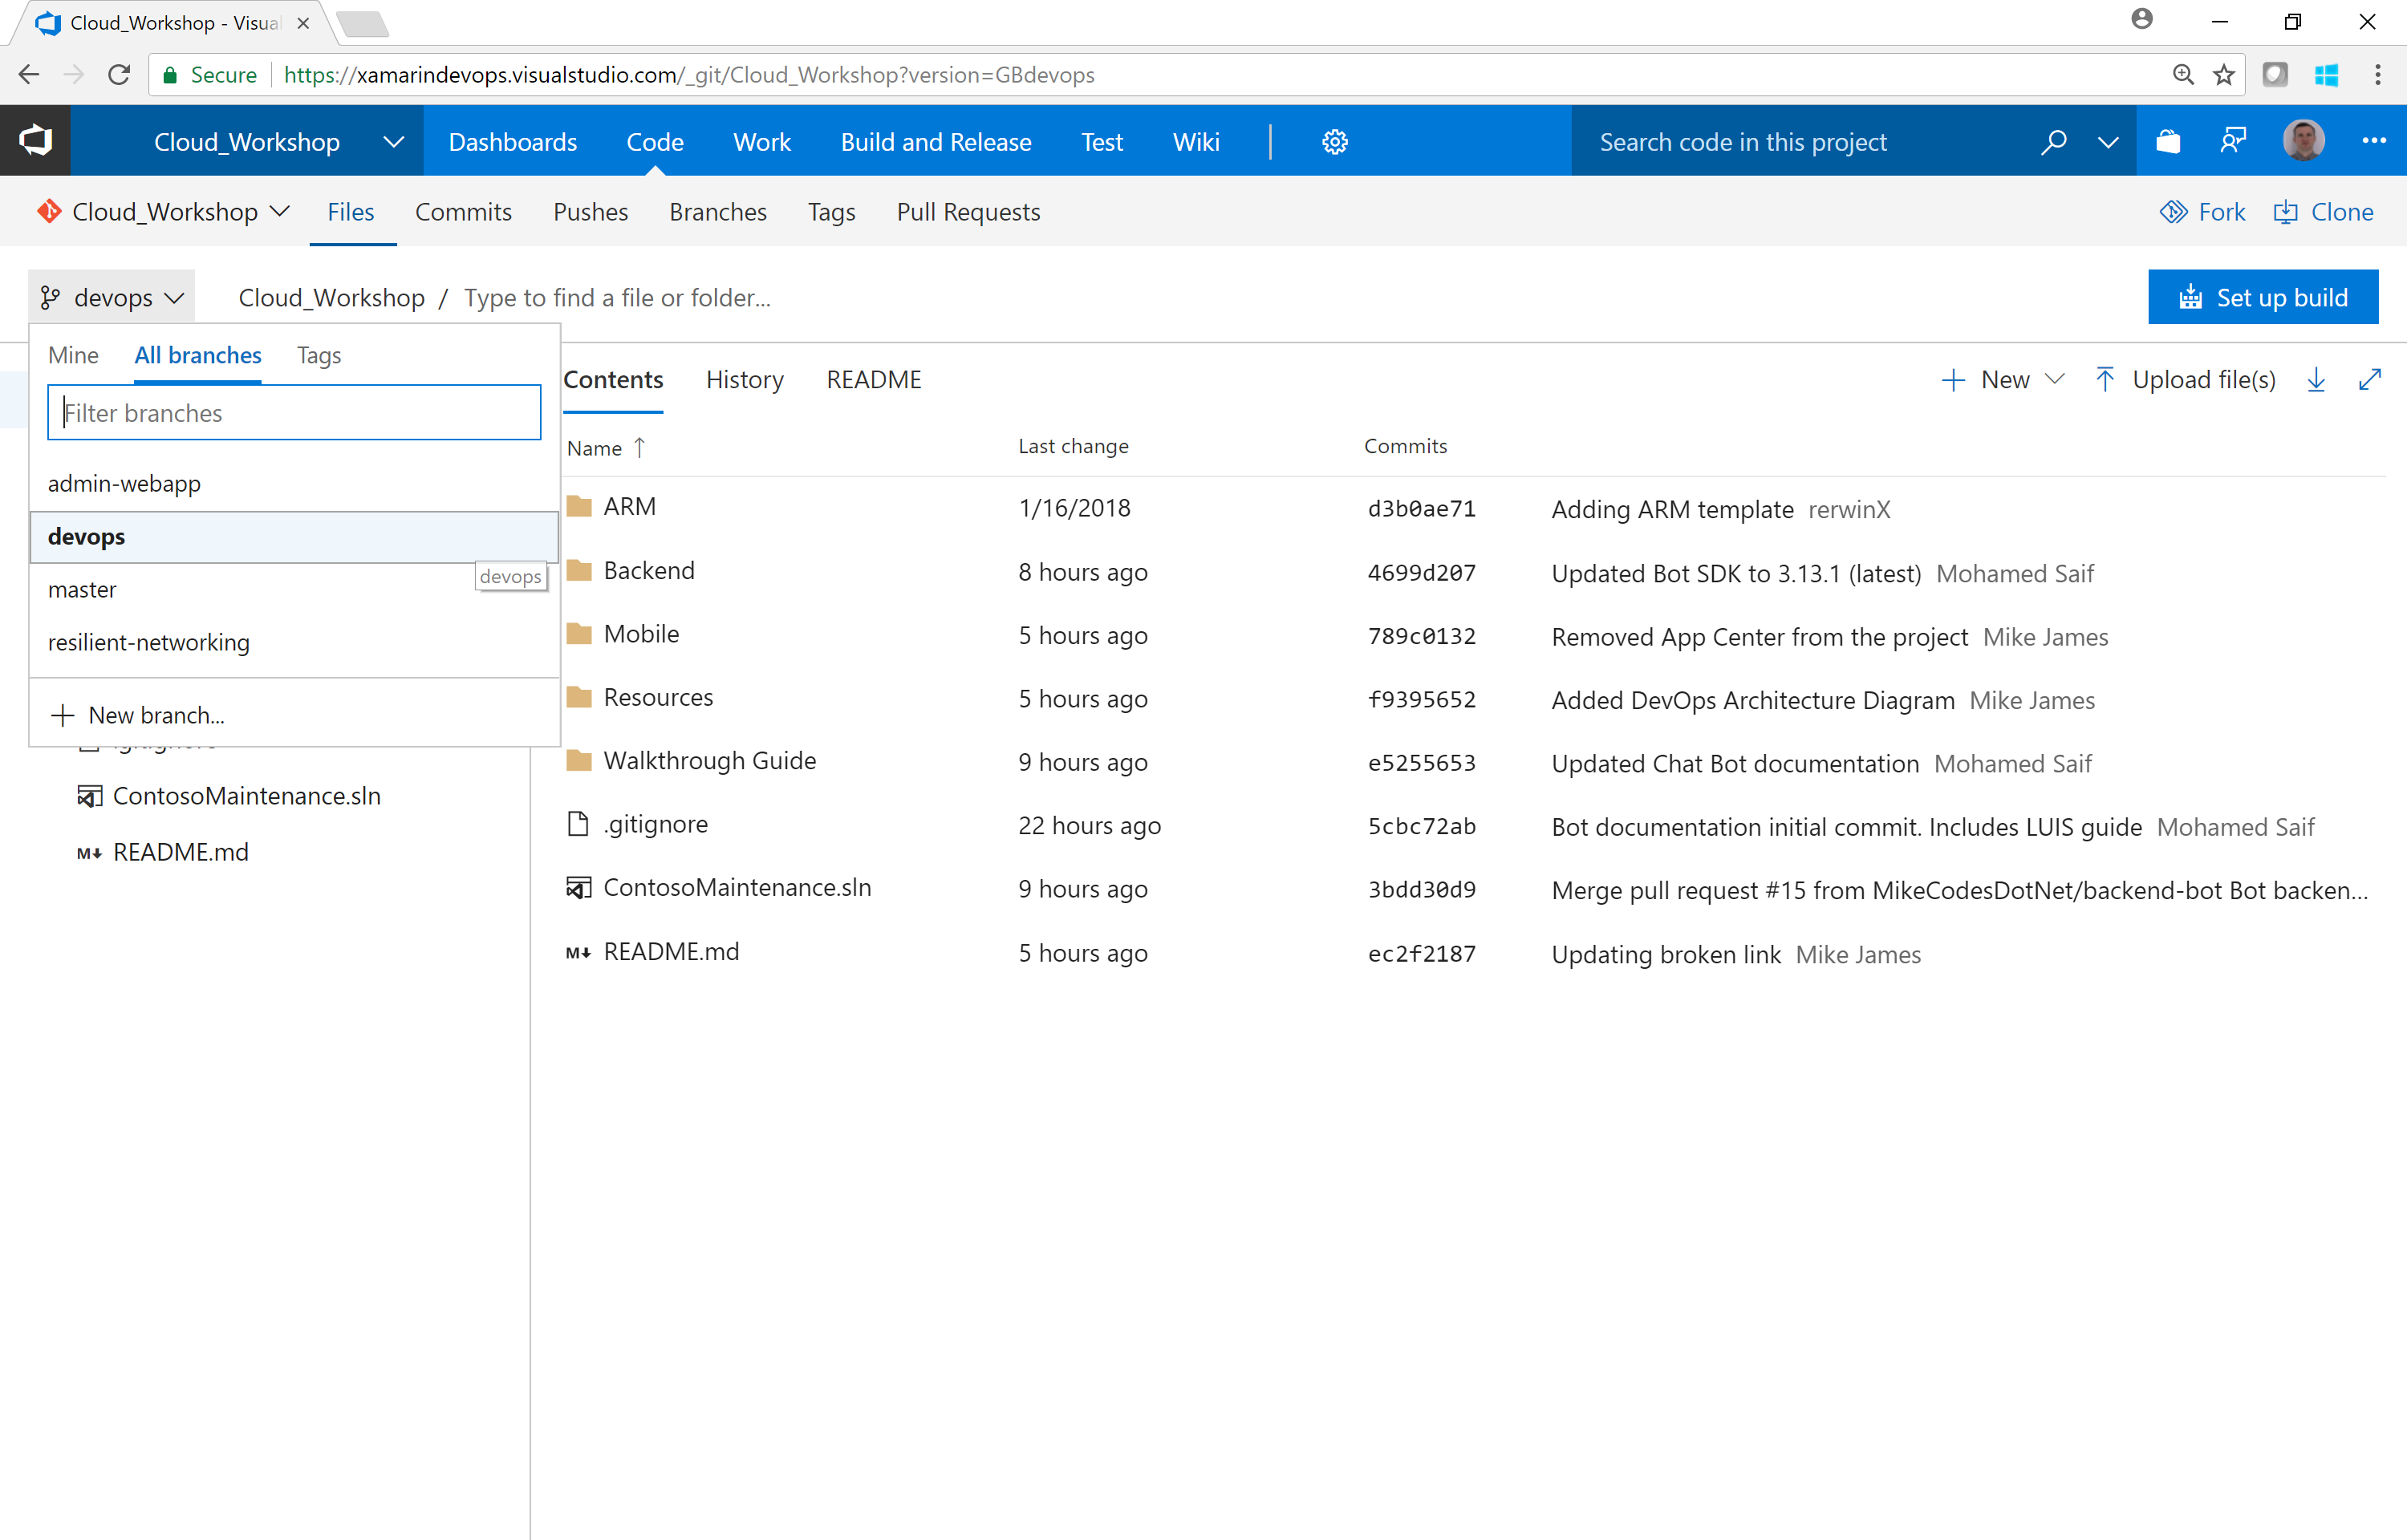 Cloud_Workshop - Visual
Secure https://xamarindevops.visualstudio.com/_git/Cloud_Workshop?version=GBdevops
Cloud_Workshop Dashboards Code Work Build and Release Test Wiki Search code in this project
Cloud_Workshop Files Commits Pushes Branches Tags Pull Requests Fork Clone
devops Cloud_Workshop / Type to find a file or folder... Set up build
Mine All branches Tags
Contents History README New Upload file(s)
Filter branches
Name Last change Commits
admin-webapp
ARM 1/16/2018 d3b0ae71 Adding ARM template rerwinX
devops
Backend 8 hours ago 4699d207 Updated Bot SDK to 3.13.1 (latest) Mohamed Saif
devops
master
Mobile 5 hours ago 789c0132 Removed App Center from the project Mike James
resilient-networking
Resources 5 hours ago f9395652 Added DevOps Architecture Diagram Mike James
New branch...
.gitignore
Walkthrough Guide 9 hours ago e5255653 Updated Chat Bot documentation Mohamed Saif
ContosoMaintenance.sln
.gitignore 22 hours ago 5cbc72ab Bot documentation initial commit. Includes LUIS guide Mohamed Saif
README.md
ContosoMaintenance.sln 9 hours ago 3bdd30d9 Merge pull request #15 from MikeCodesDotNet/backend-bot Bot backen...
M↓ README.md 5 hours ago ec2f2187 Updating broken link Mike James